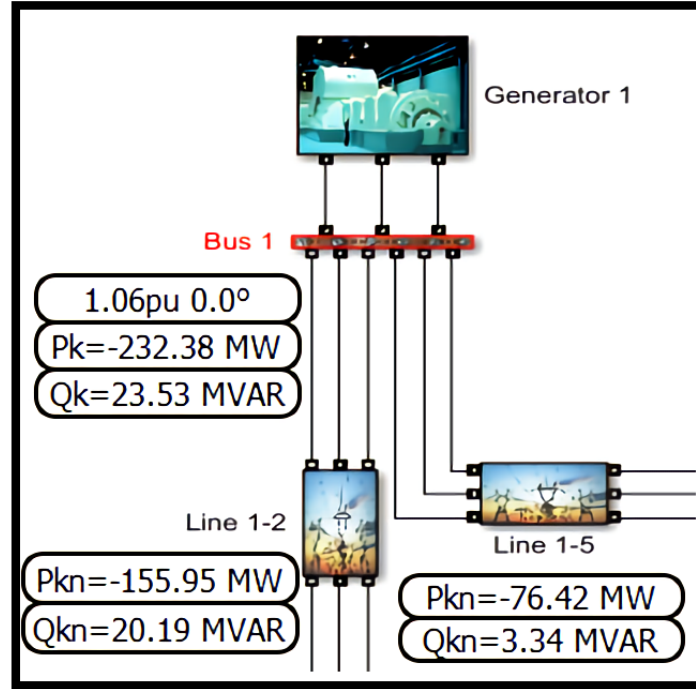 Generator 1
Bus 1
1.06pu 0.0°
Pk=-232.38 MW
Qk=23.53 MVAR
Line 1-2
Line 1-5
Pkn=-155.95 MW
Qkn=20.19 MVAR
Pkn=-76.42 MW
Qkn=3.34 MVAR